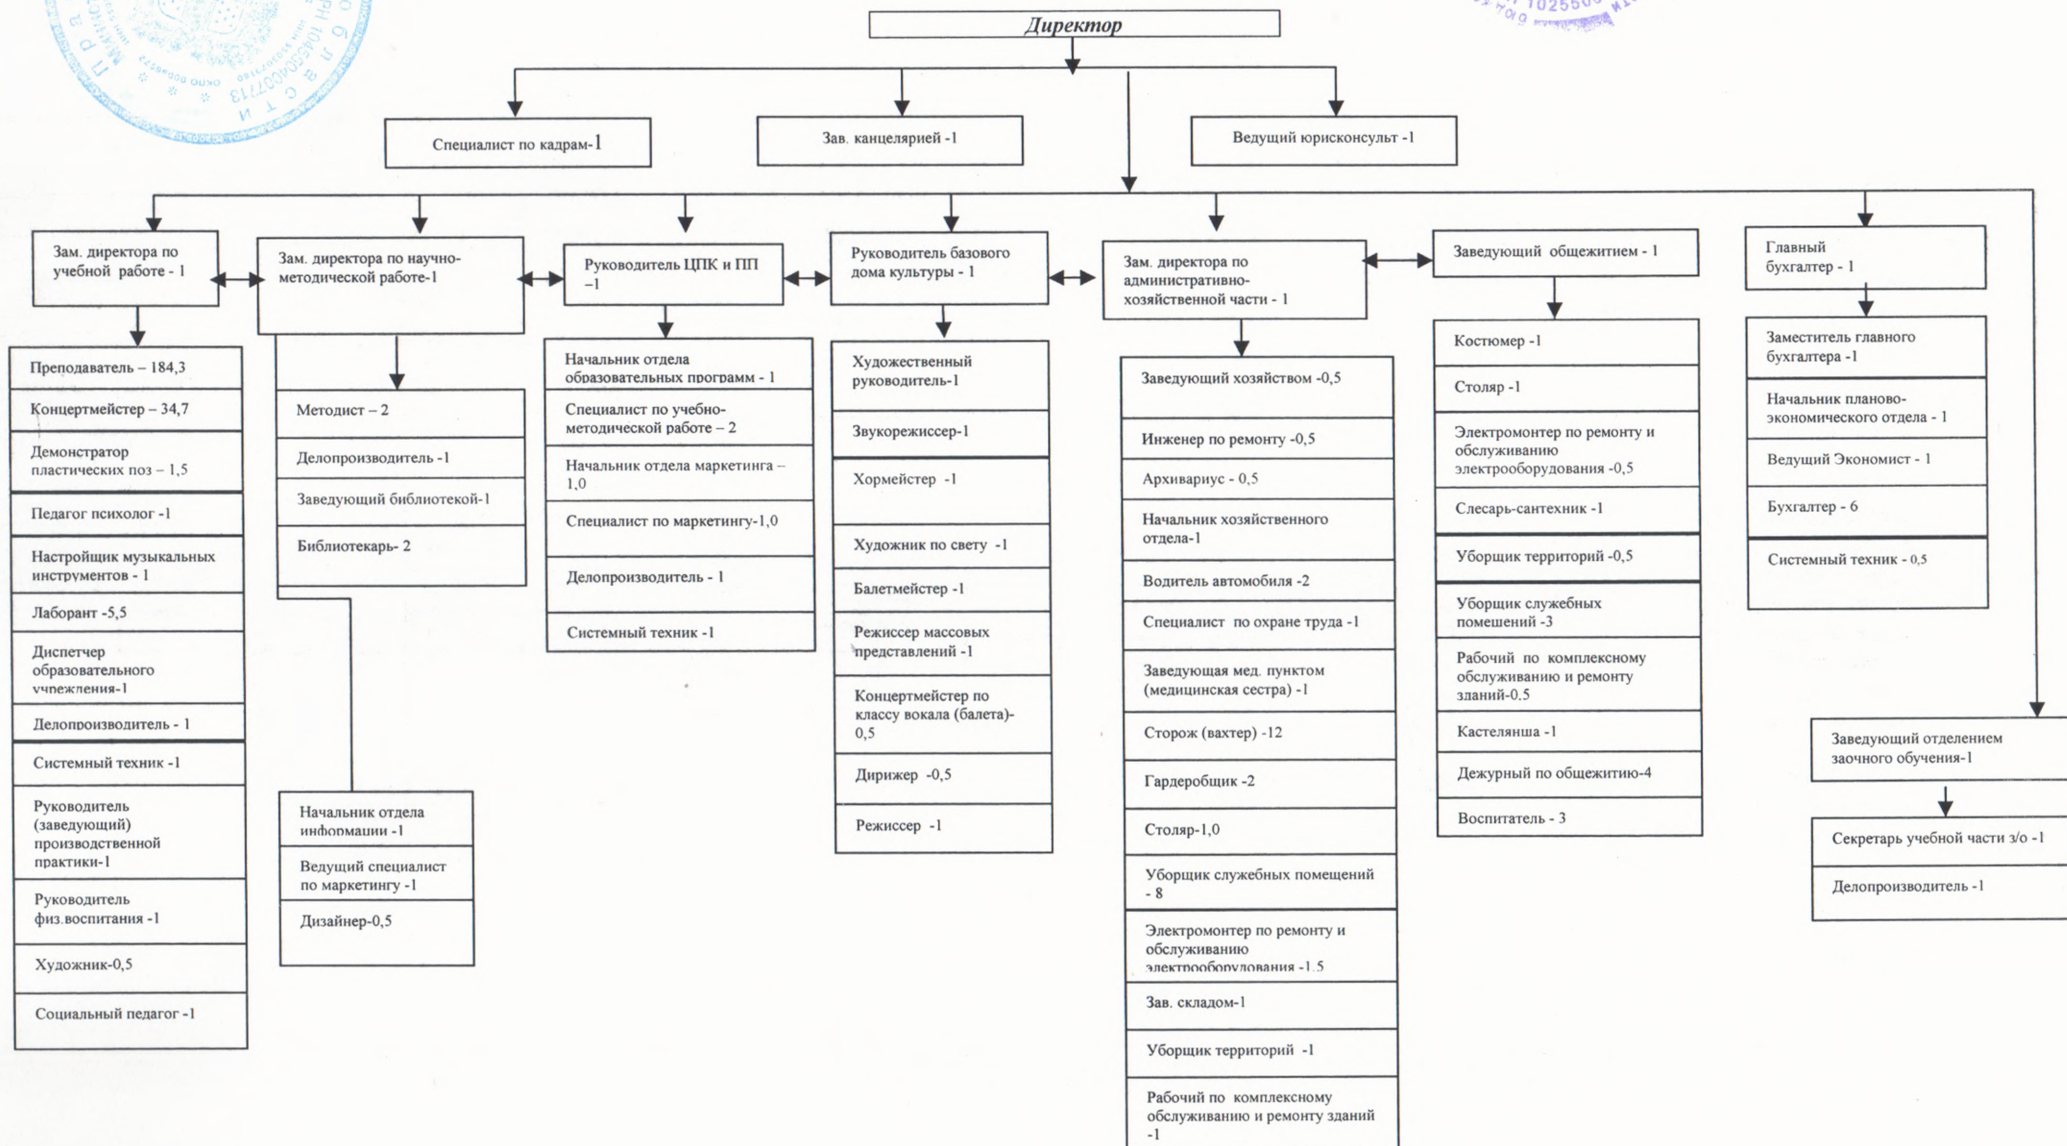 Директор
Специалист по кадрам-1
Зав. канцелярией -1
Ведущий юрисконсульт -1
Зам. директора по
учебной работе - 1
Зам. директора по научно-
методической работе-1
Руководитель ЦПК и ПП
–1
Руководитель базового
дома культуры - 1
Зам. директора по
административно-
хозяйственной части - 1
Заведующий общежитием - 1
Главный
бухгалтер - 1
Преподаватель – 184,3
Концертмейстер – 34,7
Демонстратор
пластических поз – 1,5
Педагог психолог -1
Настройщик музыкальных
инструментов - 1
Лаборант -5,5
Диспетчер
образовательного
учреждения-1
Делопроизводитель - 1
Системный техник -1
Руководитель
(заведующий)
производственной
практики-1
Руководитель
физ.воспитания -1
Художник-0,5
Социальный педагог -1
Методист – 2
Делопроизводитель -1
Заведующий библиотекой-1
Библиотекарь- 2
Начальник отдела
информации -1
Ведущий специалист
по маркетингу -1
Дизайнер-0,5
Начальник отдела
образовательных программ - 1
Специалист по учебно-
методической работе – 2
Начальник отдела маркетинга –
1,0
Специалист по маркетингу-1,0
Делопроизводитель - 1
Системный техник -1
Художественный
руководитель-1
Звукорежиссер-1
Хормейстер -1
Художник по свету -1
Балетмейстер -1
Режиссер массовых
представлений -1
Концертмейстер по
классу вокала (балета)-
0,5
Дирижер -0,5
Режиссер -1
Заведующий хозяйством -0,5
Инженер по ремонту -0,5
Архивариус - 0,5
Начальник хозяйственного
отдела-1
Водитель автомобиля -2
Специалист по охране труда -1
Заведующая мед. пунктом
(медицинская сестра) -1
Сторож (вахтер) -12
Гардеробщик -2
Столяр-1,0
Уборщик служебных помещений
- 8
Электромонтер по ремонту и
обслуживанию
электрооборудования -1,5
Зав. складом-1
Уборщик территорий -1
Рабочий по комплексному
обслуживанию и ремонту зданий
-1
Костюмер -1
Столяр -1
Электромонтер по ремонту и
обслуживанию
электрооборудования -0,5
Слесарь-сантехник -1
Уборщик территорий -0,5
Уборщик служебных
помешений -3
Рабочий по комплексному
обслуживанию и ремонту
зданий-0.5
Кастелянша -1
Дежурный по общежитию-4
Воспитатель - 3
Заместитель главного
бухгалтера -1
Начальник планово-
экономического отдела - 1
Ведущий Экономист - 1
Бухгалтер - 6
Системный техник - 0,5
Заведующий отделением
заочного обучения-1
Секретарь учебной части з/о -1
Делопроизводитель -1